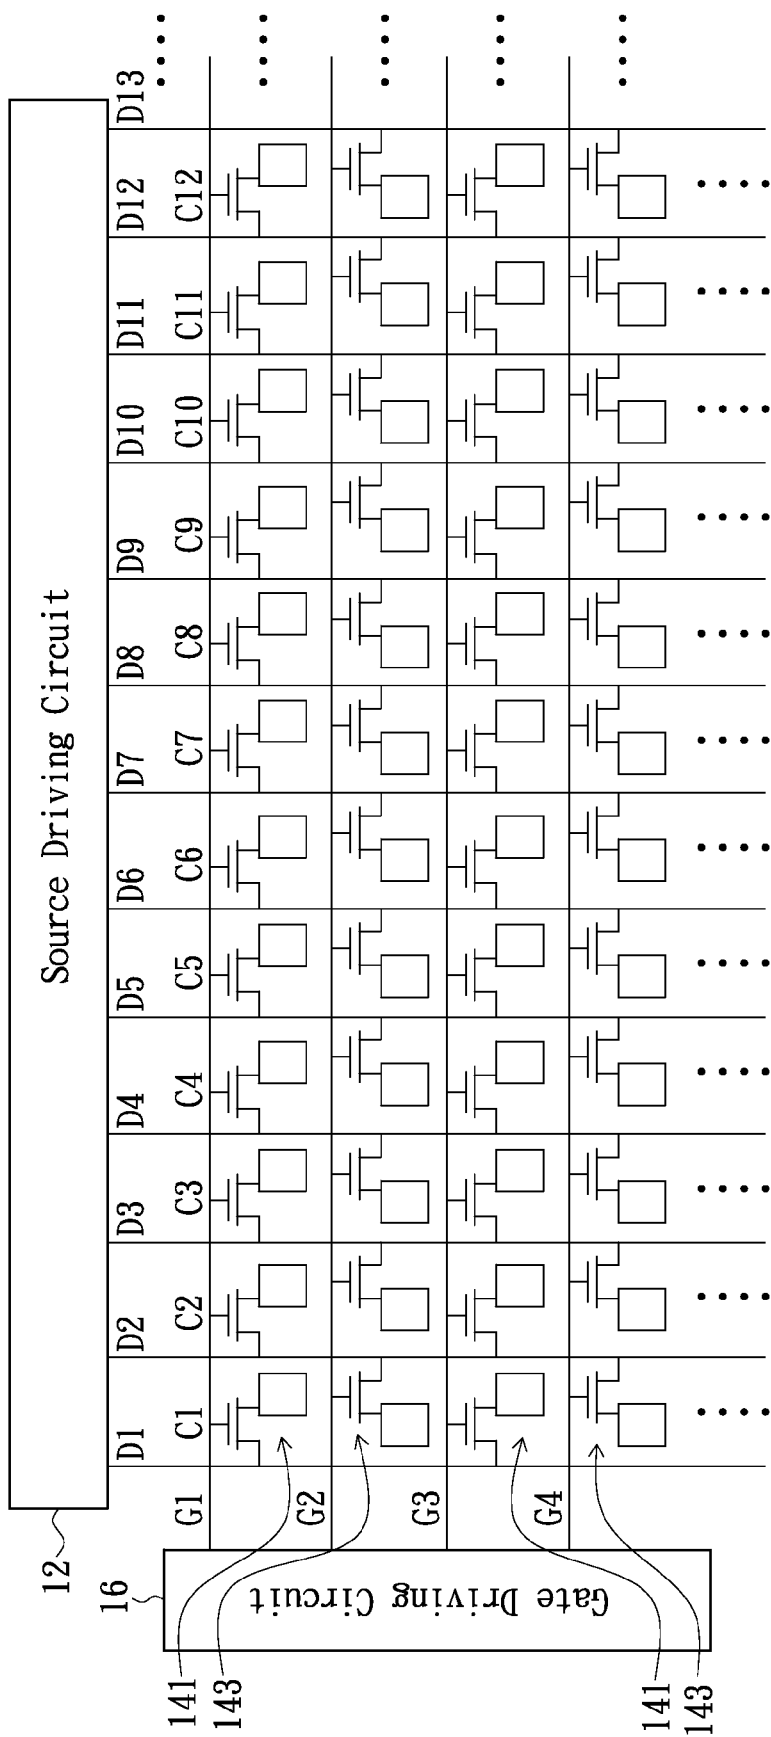 Source Driving Circuit
12
D1 D2 D3 D4 D5 D6 D7 D8 D9 D10 D11 D12 D13
C1 C2 C3 C4 C5 C6 C7 C8 C9 C10 C11 C12
G1
G2
G3
G4
16
Gate Driving Circuit
141
143
141
143